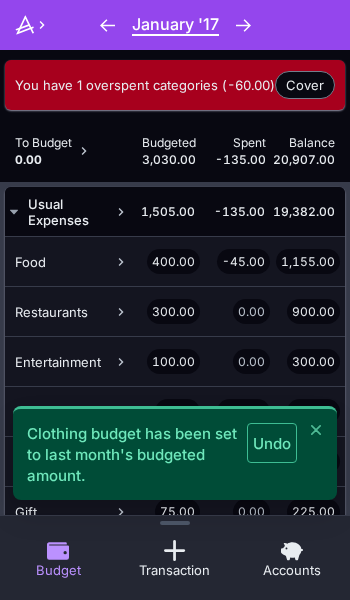 January '17
You have 1 overspent categories (-60.00) Cover
To Budget Budgeted Spent Balance
0.00 3,030.00 -135.00 20,907.00
Usual Expenses 1,505.00 -135.00 19,382.00
Food 400.00 -45.00 1,155.00
Restaurants 300.00 0.00 900.00
Entertainment 100.00 0.00 300.00
Clothing budget has been set
to last month's budgeted
amount.
Undo
Gift 75.00 0.00 225.00
Budget Transaction Accounts